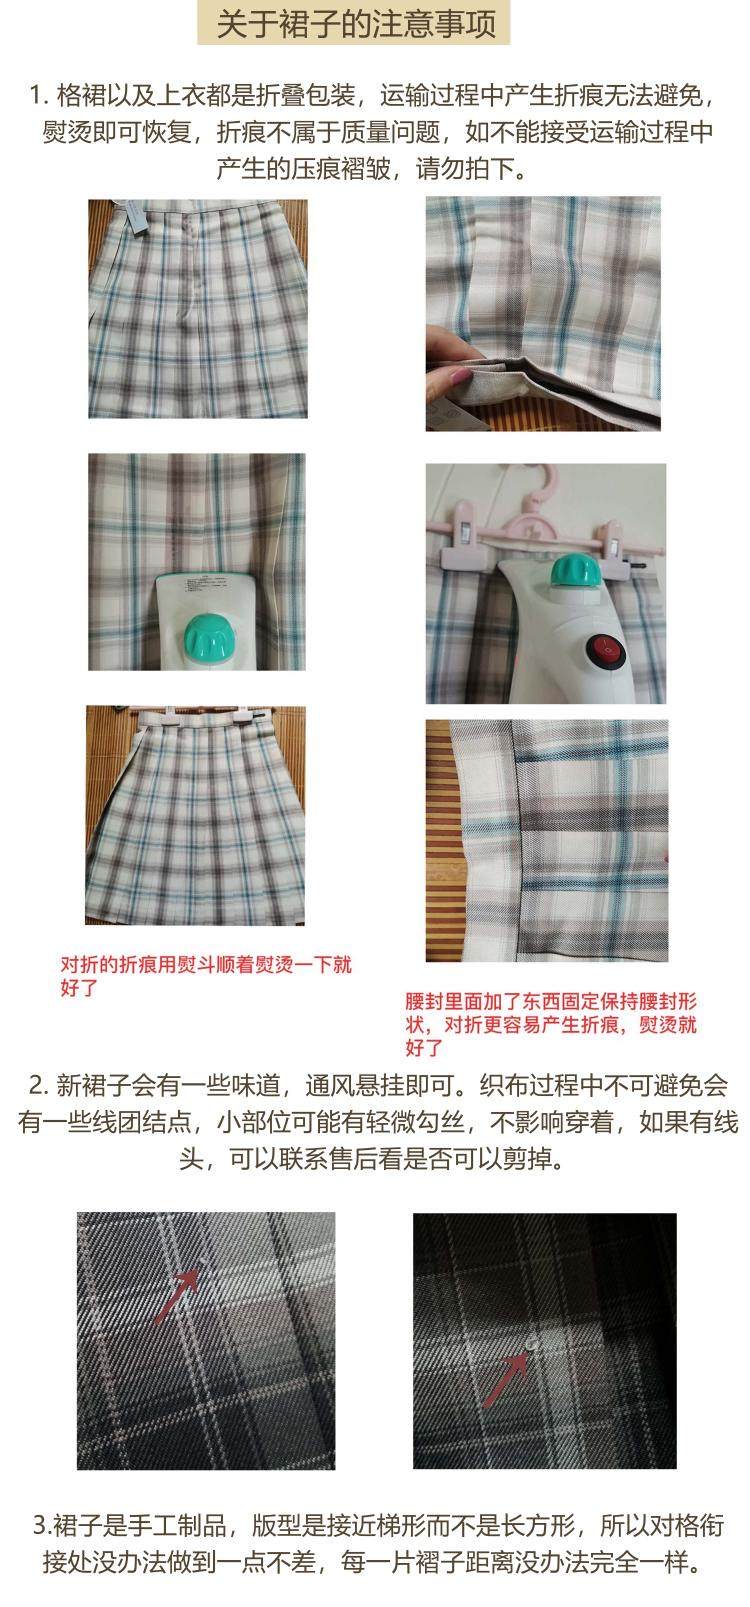 关于裙子的注意事项
1. 格裙以及上衣都是折叠包装，运输过程中产生折痕无法避免，
熨烫即可恢复，折痕不属于质量问题，如不能接受运输过程中
产生的压痕褶皱，请勿拍下。
对折的折痕用熨斗顺着熨烫一下就
好了
腰封里面加了东西固定保持腰封形
状，对折更容易产生折痕，熨烫就
好了
2. 新裙子会有一些味道，通风悬挂即可。织布过程中不可避免会
有一些线团结点，小部位可能有轻微勾丝，不影响穿着，如果有线
头，可以联系售后看是否可以剪掉。
3.裙子是手工制品，版型是接近梯形而不是长方形，所以对格衔
接处没办法做到一点不差，每一片褶子距离没办法完全一样。